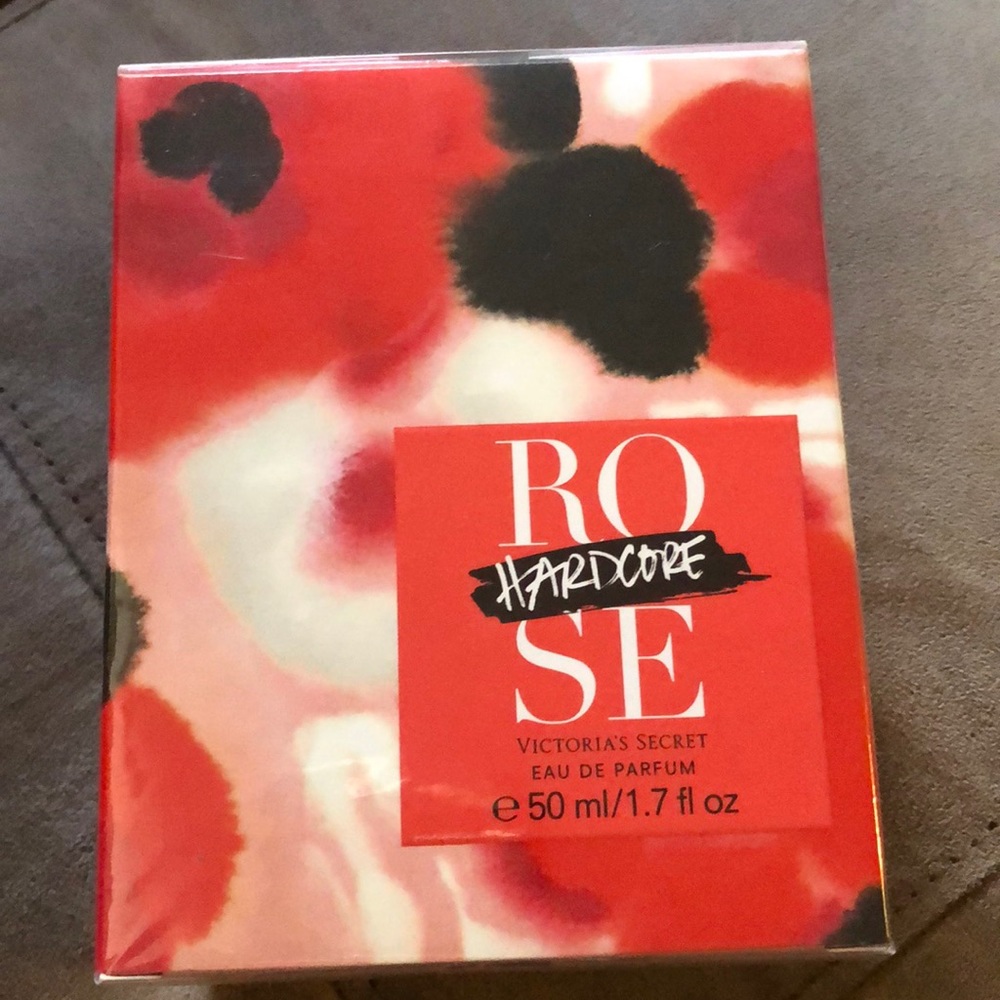 RO
HARDCORE
SE
VICTORIA'S SECRET
EAU DE PARFUM
℮ 50 ml/1.7 fl oz